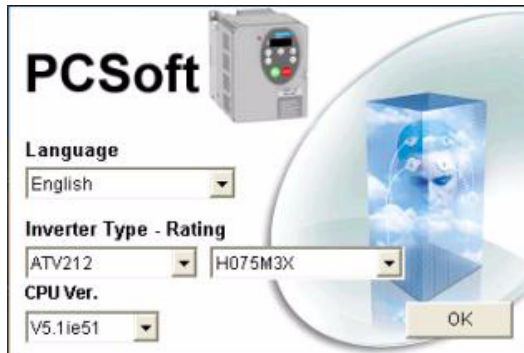 PCSoft
Language
English
Inverter Type - Rating
ATV212 H075M3X
CPU Ver.
V5.1ie51
OK